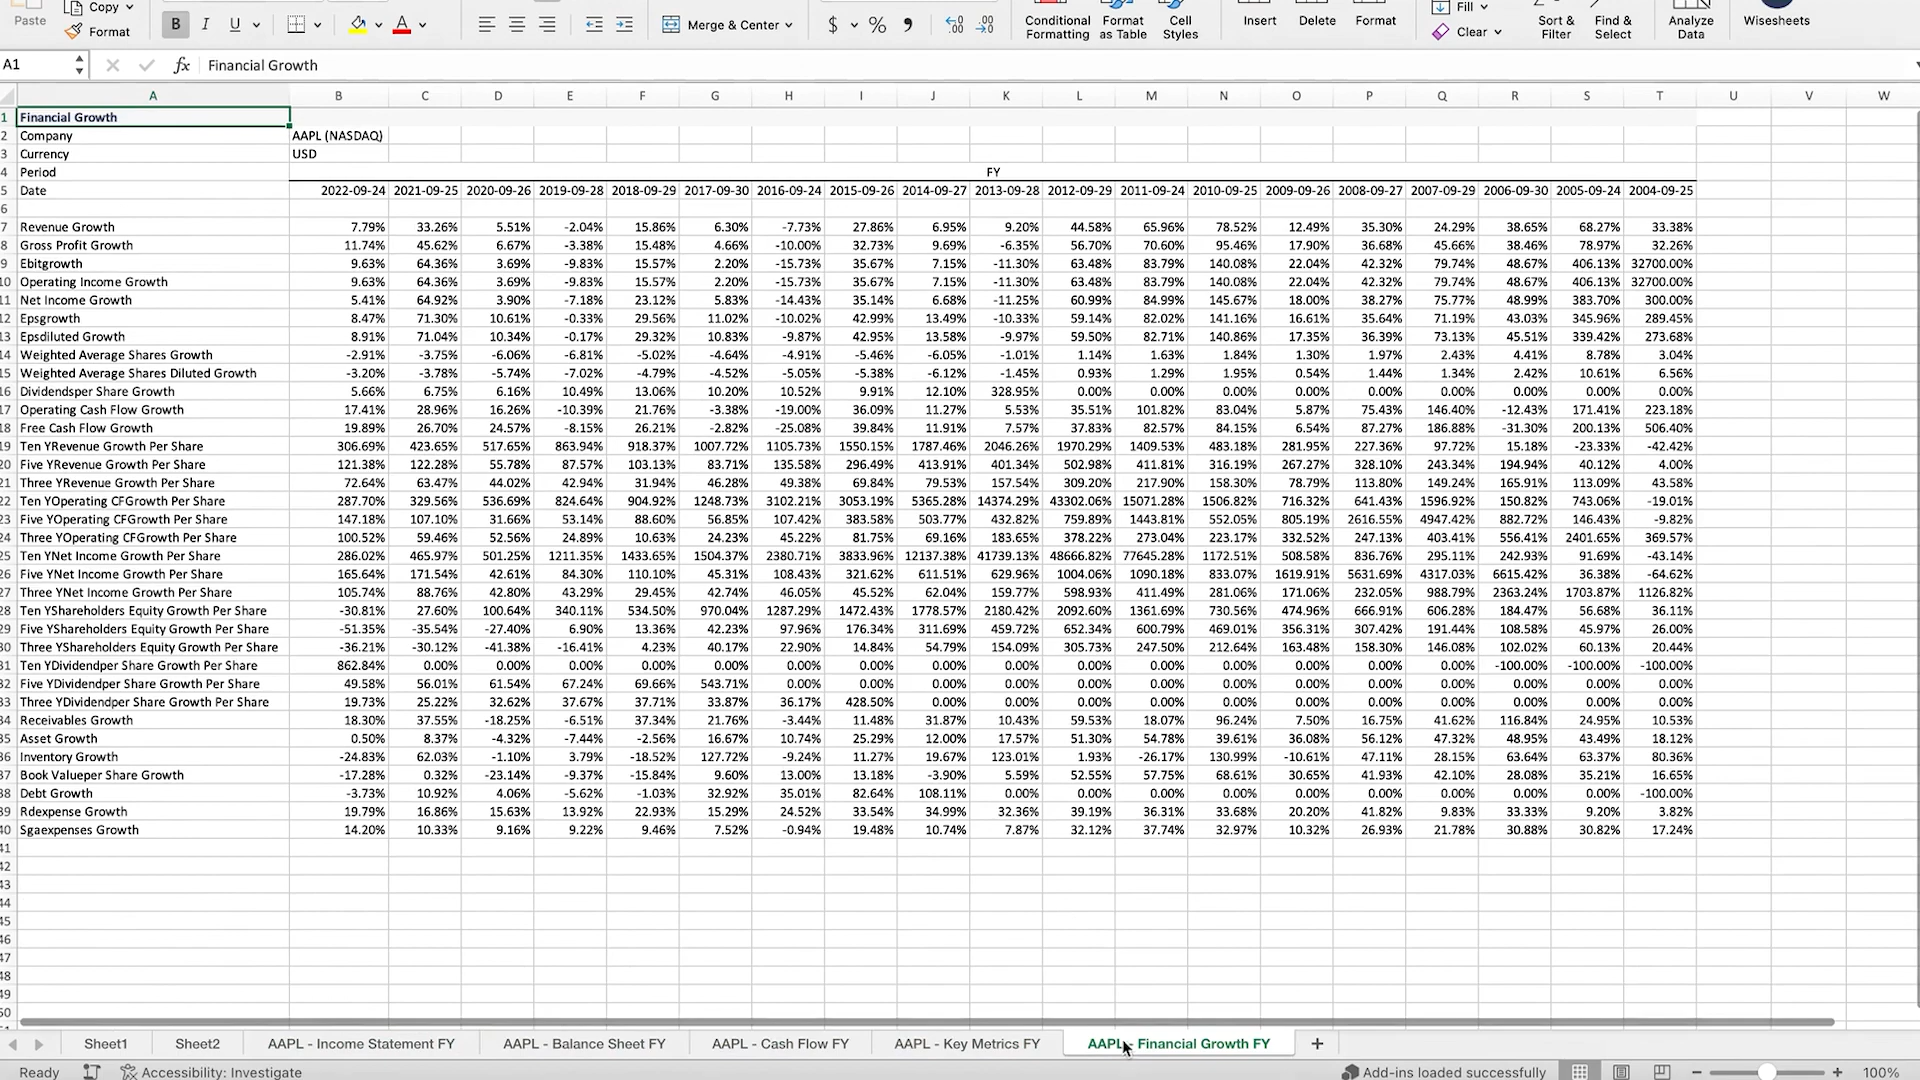 Paste Copy Format
B I U A Merge & Center $ % 9 Conditional Formatting Format as Table Cell Styles Insert Delete Format Fill Clear Sort & Filter Find & Select Analyze Data Wisesheets
A1 fx Financial Growth
A B C D E F G H I J K L M N O P Q R S T U V W
1 Financial Growth
2 Company AAPL (NASDAQ)
3 Currency USD
4 Period FY
5 Date 2022-09-24 2021-09-25 2020-09-26 2019-09-28 2018-09-29 2017-09-30 2016-09-24 2015-09-26 2014-09-27 2013-09-28 2012-09-29 2011-09-24 2010-09-25 2009-09-26 2008-09-27 2007-09-29 2006-09-30 2005-09-24 2004-09-25
6
7 Revenue Growth 7.79% 33.26% 5.51% -2.04% 15.86% 6.30% -7.73% 27.86% 6.95% 9.20% 44.58% 65.96% 78.52% 12.49% 35.30% 24.29% 38.65% 68.27% 33.38%
8 Gross Profit Growth 11.74% 45.62% 6.67% -3.38% 15.48% 4.66% -10.00% 32.73% 9.69% -6.35% 56.70% 70.60% 95.46% 17.90% 36.68% 45.66% 38.46% 78.97% 32.26%
9 Ebitgrowth 9.63% 64.36% 3.69% -9.83% 15.57% 2.20% -15.73% 35.67% 7.15% -11.30% 63.48% 83.79% 140.08% 22.04% 42.32% 79.74% 48.67% 406.13% 32700.00%
10 Operating Income Growth 9.63% 64.36% 3.69% -9.83% 15.57% 2.20% -15.73% 35.67% 7.15% -11.30% 63.48% 83.79% 140.08% 22.04% 42.32% 79.74% 48.67% 406.13% 32700.00%
11 Net Income Growth 5.41% 64.92% 3.90% -7.18% 23.12% 5.83% -14.43% 35.14% 6.68% -11.25% 60.99% 84.99% 145.67% 18.00% 38.27% 75.77% 48.99% 383.70% 300.00%
12 Epsgrowth 8.47% 71.30% 10.61% -0.33% 29.56% 11.02% -10.02% 42.99% 13.49% -10.33% 59.14% 82.02% 141.16% 16.61% 35.64% 71.19% 43.03% 345.96% 289.45%
13 Epsdiluted Growth 8.91% 71.04% 10.34% -0.17% 29.32% 10.83% -9.87% 42.95% 13.58% -9.97% 59.50% 82.71% 140.86% 17.35% 36.39% 73.13% 45.51% 339.42% 273.68%
14 Weighted Average Shares Growth -2.91% -3.75% -6.06% -6.81% -5.02% -4.64% -4.91% -5.46% -6.05% -1.01% 1.14% 1.63% 1.84% 1.30% 1.97% 2.43% 4.41% 8.78% 3.04%
15 Weighted Average Shares Diluted Growth -3.20% -3.78% -5.74% -7.02% -4.79% -4.52% -5.05% -5.38% -6.12% -1.45% 0.93% 1.29% 1.95% 0.54% 1.44% 1.34% 2.42% 10.61% 6.56%
16 Dividendsper Share Growth 5.66% 6.75% 6.16% 10.49% 13.06% 10.20% 10.52% 9.91% 12.10% 328.95% 0.00% 0.00% 0.00% 0.00% 0.00% 0.00% 0.00% 0.00% 0.00%
17 Operating Cash Flow Growth 17.41% 28.96% 16.26% -10.39% 21.76% -3.38% -19.00% 36.09% 11.27% 5.53% 35.51% 101.82% 83.04% 5.87% 75.43% 146.40% -12.43% 171.41% 223.18%
18 Free Cash Flow Growth 19.89% 26.70% 24.57% -8.15% 26.21% -2.82% -25.08% 39.84% 11.91% 7.57% 37.83% 82.57% 84.15% 6.54% 87.27% 186.88% -31.30% 200.13% 506.40%
19 Ten YRevenue Growth Per Share 306.69% 423.65% 517.65% 863.94% 918.37% 1007.72% 1105.73% 1550.15% 1787.46% 2046.26% 1970.29% 1409.53% 483.18% 281.95% 227.36% 97.72% 15.18% -23.33% -42.42%
20 Five YRevenue Growth Per Share 121.38% 122.28% 55.78% 87.57% 103.13% 83.71% 135.58% 296.49% 413.91% 401.34% 502.98% 411.81% 316.19% 267.27% 328.10% 243.34% 194.94% 40.12% 4.00%
21 Three YRevenue Growth Per Share 72.64% 63.47% 44.02% 42.94% 31.94% 46.28% 49.38% 69.84% 79.53% 157.54% 309.20% 217.90% 158.30% 78.79% 113.80% 149.24% 165.91% 113.09% 43.58%
22 Ten YOperating CFGrowth Per Share 287.70% 329.56% 536.69% 824.64% 904.92% 1248.73% 3102.21% 3053.19% 5365.28% 14374.29% 43302.06% 15071.28% 1506.82% 716.32% 641.43% 1596.92% 150.82% 743.06% -19.01%
23 Five YOperating CFGrowth Per Share 147.18% 107.10% 31.66% 53.14% 88.60% 56.85% 107.42% 383.58% 503.77% 432.82% 759.89% 1443.81% 552.05% 805.19% 2616.55% 4947.42% 882.72% 146.43% -9.82%
24 Three YOperating CFGrowth Per Share 100.52% 59.46% 52.56% 24.89% 10.63% 24.23% 45.22% 81.75% 69.16% 183.65% 378.22% 273.04% 223.17% 332.52% 247.13% 403.41% 556.41% 2401.65% 369.57%
25 Ten YNet Income Growth Per Share 286.02% 465.97% 501.25% 1211.35% 1433.65% 1504.37% 2380.71% 3833.96% 12137.38% 41739.13% 48666.82% 77645.28% 1172.51% 508.58% 836.76% 295.11% 242.93% 91.69% -43.14%
26 Five YNet Income Growth Per Share 165.64% 171.54% 42.61% 84.30% 110.10% 45.31% 108.43% 321.62% 611.51% 629.96% 1004.06% 1090.18% 833.07% 1619.91% 5631.69% 4317.03% 6615.42% 36.38% -64.62%
27 Three YNet Income Growth Per Share 105.74% 88.76% 42.80% 43.29% 29.45% 42.74% 46.05% 45.52% 62.04% 159.77% 598.93% 411.49% 281.06% 171.06% 232.05% 988.79% 2363.24% 1703.87% 1126.82%
28 Ten YShareholders Equity Growth Per Share -30.81% 27.60% 100.64% 340.11% 534.50% 970.04% 1287.29% 1472.43% 1778.57% 2180.42% 2092.60% 1361.69% 730.56% 474.96% 666.91% 606.28% 184.47% 56.68% 36.11%
29 Five YShareholders Equity Growth Per Share -51.35% -35.54% -27.40% 6.90% 13.36% 42.23% 97.96% 176.34% 311.69% 459.72% 652.34% 600.79% 469.01% 356.31% 307.42% 191.44% 108.58% 45.97% 26.00%
30 Three YShareholders Equity Growth Per Share -36.21% -30.12% -41.38% -16.41% 4.23% 40.17% 22.90% 14.84% 54.79% 154.09% 305.73% 247.50% 212.64% 163.48% 158.30% 146.08% 102.02% 60.13% 20.44%
31 Ten YDividendper Share Growth Per Share 862.84% 0.00% 0.00% 0.00% 0.00% 0.00% 0.00% 0.00% 0.00% 0.00% 0.00% 0.00% 0.00% 0.00% 0.00% 0.00% -100.00% -100.00% -100.00%
32 Five YDividendper Share Growth Per Share 49.58% 56.01% 61.54% 67.24% 69.66% 543.71% 0.00% 0.00% 0.00% 0.00% 0.00% 0.00% 0.00% 0.00% 0.00% 0.00% 0.00% 0.00% 0.00%
33 Three YDividendper Share Growth Per Share 19.73% 25.22% 32.62% 37.67% 37.71% 33.87% 36.17% 428.50% 0.00% 0.00% 0.00% 0.00% 0.00% 0.00% 0.00% 0.00% 0.00% 0.00% 0.00%
34 Receivables Growth 18.30% 37.55% -18.25% -6.51% 37.34% 21.76% -3.44% 11.48% 31.87% 10.43% 59.53% 18.07% 96.24% 7.50% 16.75% 41.62% 116.84% 24.95% 10.53%
35 Asset Growth 0.50% 8.37% -4.32% -7.44% -2.56% 16.67% 10.74% 25.29% 12.00% 17.57% 51.30% 54.78% 39.61% 36.08% 56.12% 47.32% 48.95% 43.49% 18.12%
36 Inventory Growth -24.83% 62.03% -1.10% 3.79% -18.52% 127.72% -9.24% 11.27% 19.67% 123.01% 1.93% -26.17% 130.99% -10.61% 47.11% 28.15% 63.64% 63.37% 80.36%
37 Book Valueper Share Growth -17.28% 0.32% -23.14% -9.37% -15.84% 9.60% 13.00% 13.18% -3.90% 5.59% 52.55% 57.75% 68.61% 30.65% 41.93% 42.10% 28.08% 35.21% 16.65%
38 Debt Growth -3.73% 10.92% 4.06% -5.62% -1.03% 32.92% 35.01% 82.64% 108.11% 0.00% 0.00% 0.00% 0.00% 0.00% 0.00% 0.00% 0.00% 0.00% -100.00%
39 Rdexpense Growth 19.79% 16.86% 15.63% 13.92% 22.93% 15.29% 24.52% 33.54% 34.99% 32.36% 39.19% 36.31% 33.68% 20.20% 41.82% 9.83% 33.33% 9.20% 3.82%
40 Sgaexpenses Growth 14.20% 10.33% 9.16% 9.22% 9.46% 7.52% -0.94% 19.48% 10.74% 7.87% 32.12% 37.74% 32.97% 10.32% 26.93% 21.78% 30.88% 30.82% 17.24%
41
42
43
44
45
46
47
48
49
50
Sheet1 Sheet2 AAPL - Income Statement FY AAPL - Balance Sheet FY AAPL - Cash Flow FY AAPL - Key Metrics FY AAPL - Financial Growth FY +
Ready Accessibility: Investigate Add-ins loaded successfully 100%